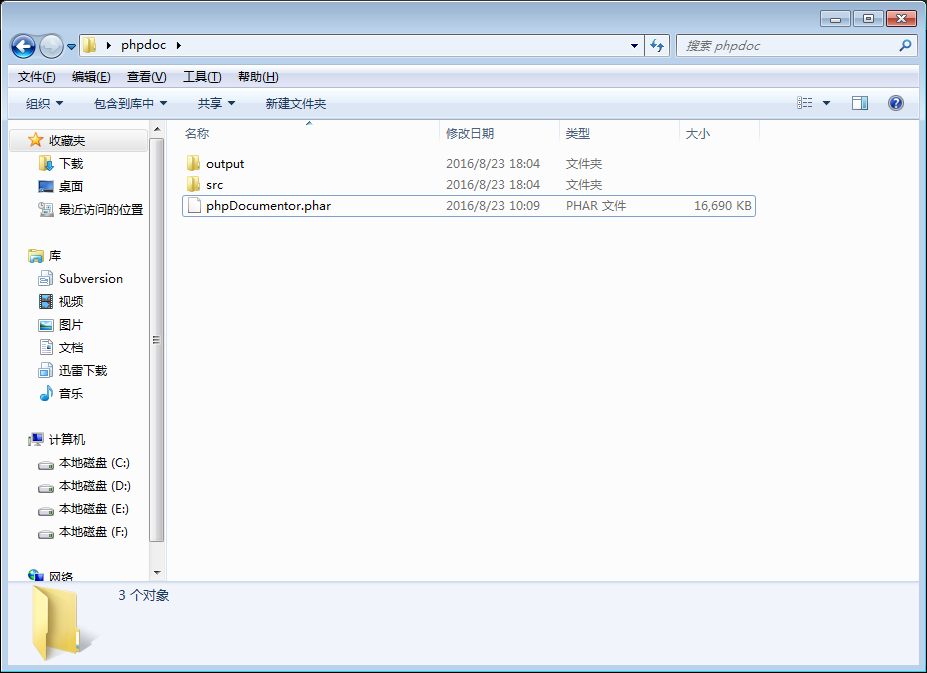 phpdoc
搜索 phpdoc
文件(F) 编辑(E) 查看(V) 工具(T) 帮助(H)
组织 包含到库中 共享 新建文件夹
名称 修改日期 类型 大小
output 2016/8/23 18:04 文件夹
src 2016/8/23 18:04 文件夹
phpDocumentor.phar 2016/8/23 10:09 PHAR 文件 16,690 KB
收藏夹
下载
桌面
最近访问的位置
库
Subversion
视频
图片
文档
迅雷下载
音乐
计算机
本地磁盘 (C:)
本地磁盘 (D:)
本地磁盘 (E:)
本地磁盘 (F:)
网络
3 个对象